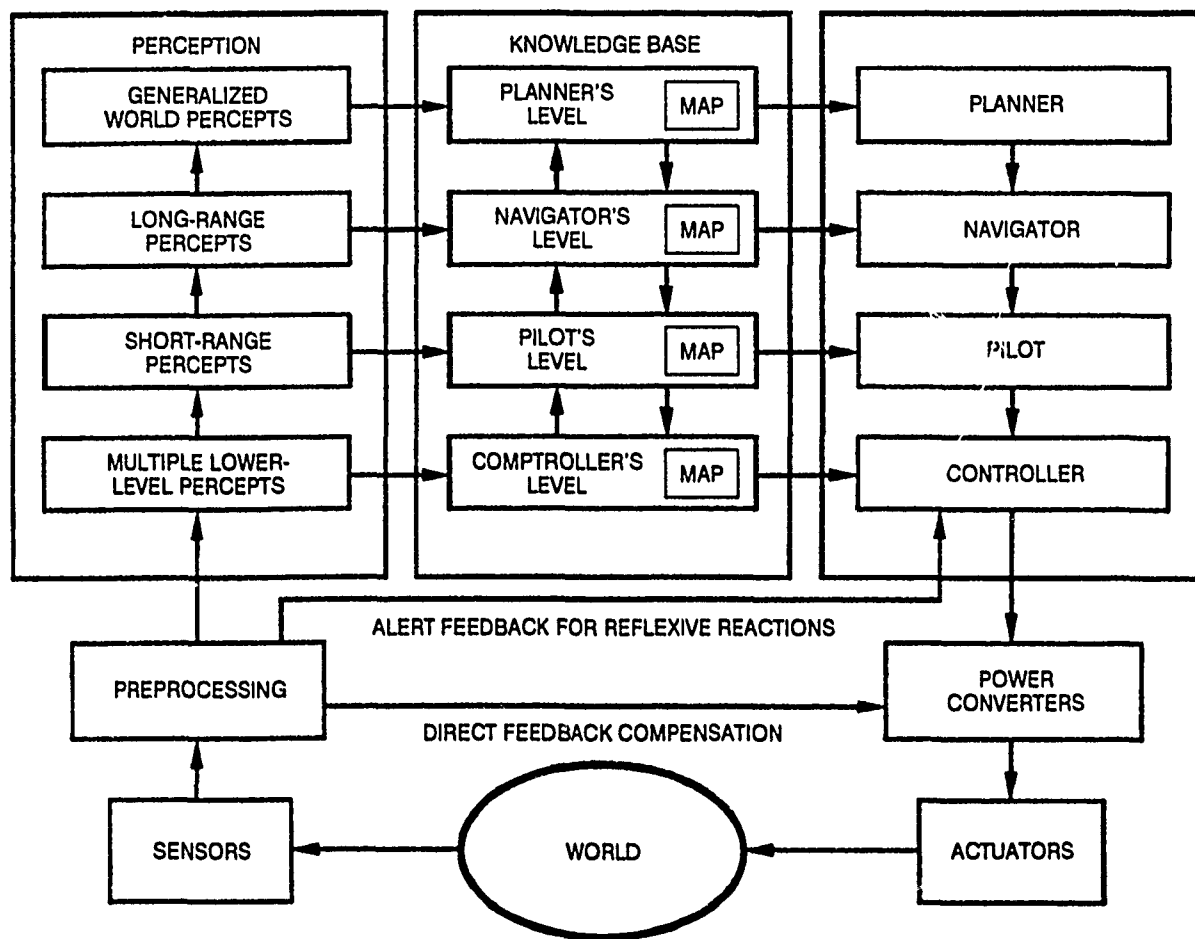 PERCEPTION
GENERALIZED
WORLD PERCEPTS
LONG-RANGE
PERCEPTS
SHORT-RANGE
PERCEPTS
MULTIPLE LOWER-
LEVEL PERCEPTS
KNOWLEDGE BASE
PLANNER'S
LEVEL
MAP
NAVIGATOR'S
LEVEL
MAP
PILOT'S
LEVEL
MAP
COMPTROLLER'S
LEVEL
MAP
PLANNER
NAVIGATOR
PILOT
CONTROLLER
ALERT FEEDBACK FOR REFLEXIVE REACTIONS
PREPROCESSING
POWER
CONVERTERS
DIRECT FEEDBACK COMPENSATION
SENSORS
WORLD
ACTUATORS